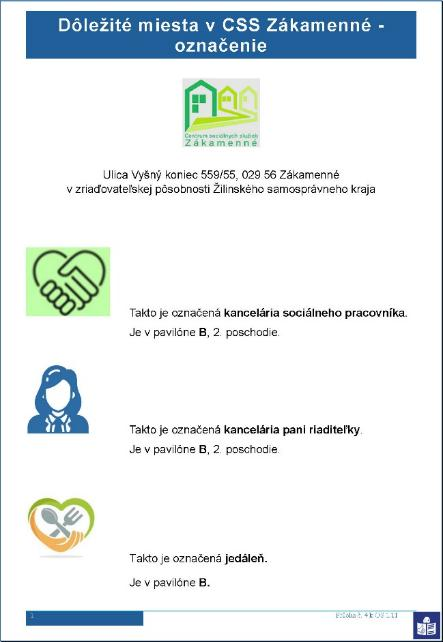 Dôležité miesta v CSS Zákamenné -
označenie
Centrum sociálnych služieb
Zákamenné
Ulica Vyšný koniec 559/55, 029 56 Zákamenné
v zriaďovateľskej pôsobnosti Žilinského samosprávneho kraja
Takto je označená kancelária sociálneho pracovníka.
Je v pavilóne B, 2. poschodie.
Takto je označená kancelária pani riaditeľky.
Je v pavilóne B, 2. poschodie.
Takto je označená jedáleň.
Je v pavilóne B.
1
Príloha č. 4